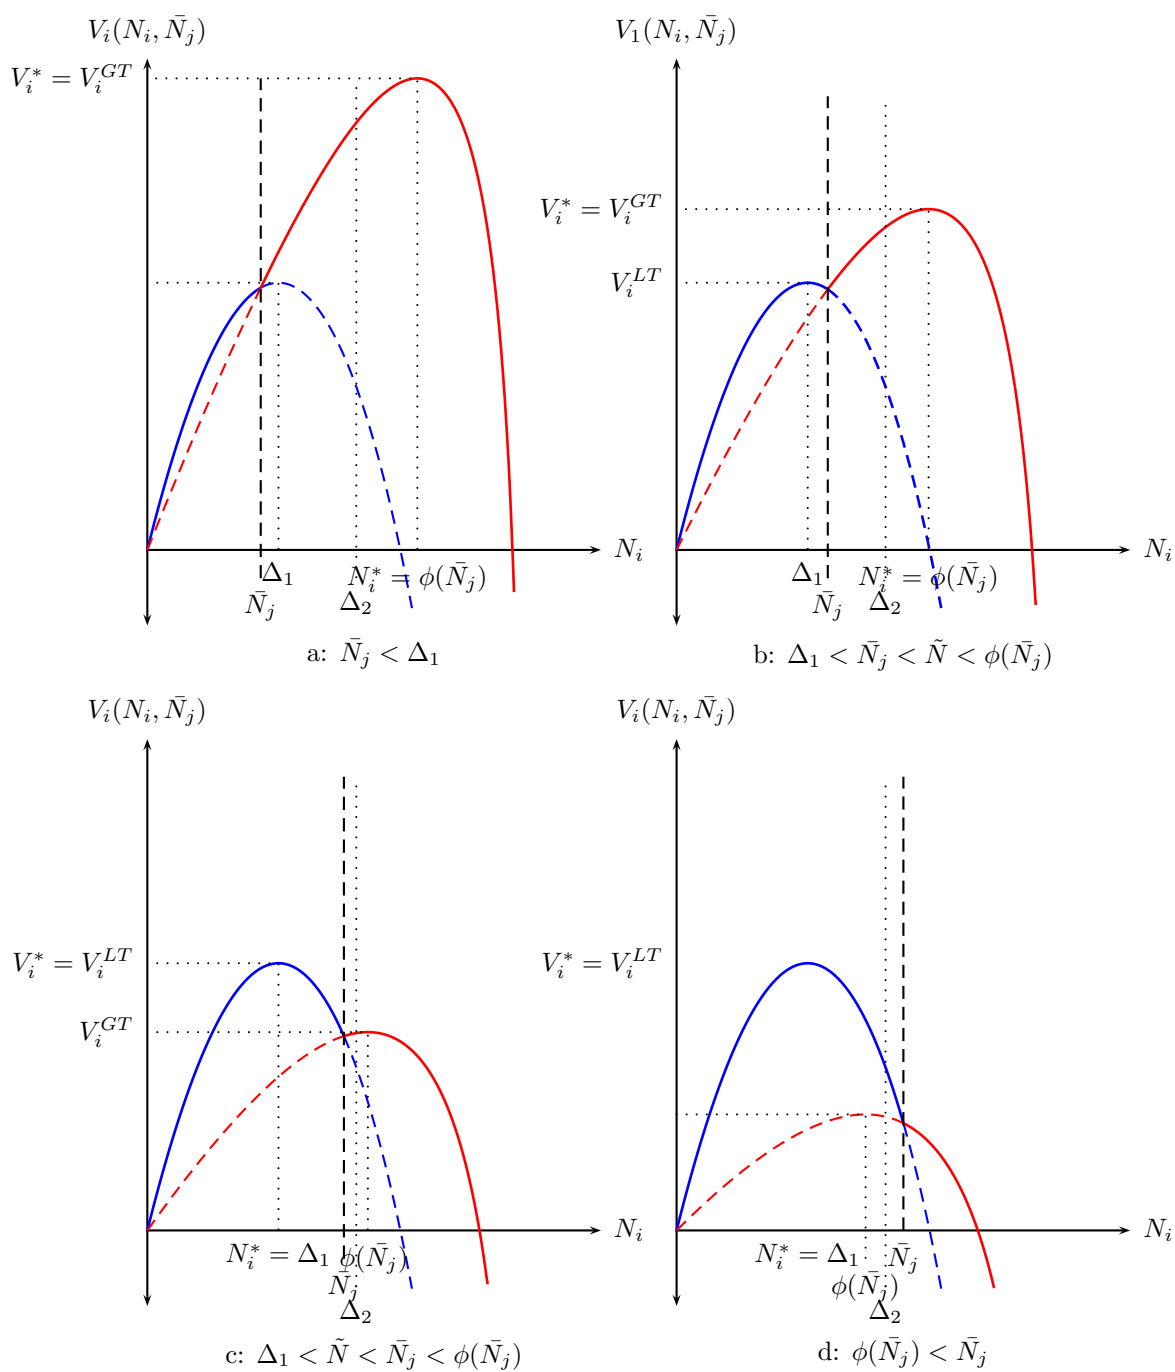 V_i(N_i, N̄_j)
V_i^* = V_i^{GT}
N_i
Δ_1
N_i^* = ϕ(N̄_j)
N̄_j
Δ_2
a: N̄_j < Δ_1
V_1(N_i, N̄_j)
V_i^* = V_i^{GT}
V_i^{LT}
N_i
Δ_1
N_i^* = ϕ(N̄_j)
N̄_j
Δ_2
b: Δ_1 < N̄_j < Ñ < ϕ(N̄_j)
V_i(N_i, N̄_j)
V_i^* = V_i^{LT}
V_i^{GT}
N_i
N_i^* = Δ_1
ϕ(N̄_j)
N̄_j
Δ_2
c: Δ_1 < Ñ < N̄_j < ϕ(N̄_j)
V_i(N_i, N̄_j)
V_i^* = V_i^{LT}
N_i
N_i^* = Δ_1
N̄_j
ϕ(N̄_j)
Δ_2
d: ϕ(N̄_j) < N̄_j